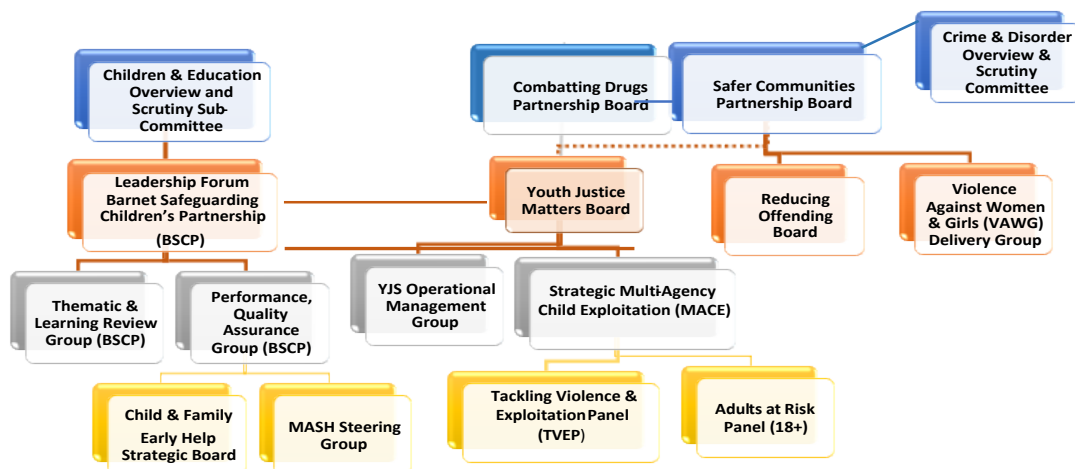 Children & Education
Overview and
Scrutiny Sub-
Committee
Combatting Drugs
Partnership Board
Safer Communities
Partnership Board
Crime & Disorder
Overview &
Scrutiny
Committee
Leadership Forum
Barnet Safeguarding
Children's Partnership
(BSCP)
Youth Justice
Matters Board
Reducing
Offending
Board
Violence
Against Women
& Girls (VAWG)
Delivery Group
Thematic &
Learning Review
Group (BSCP)
Performance,
Quality
Assurance
Group (BSCP)
YJS Operational
Management
Group
Strategic Multi-Agency
Child Exploitation (MACE)
Child & Family
Early Help
Strategic Board
MASH Steering
Group
Tackling Violence &
Exploitation Panel
(TVEP)
Adults at Risk
Panel (18+)